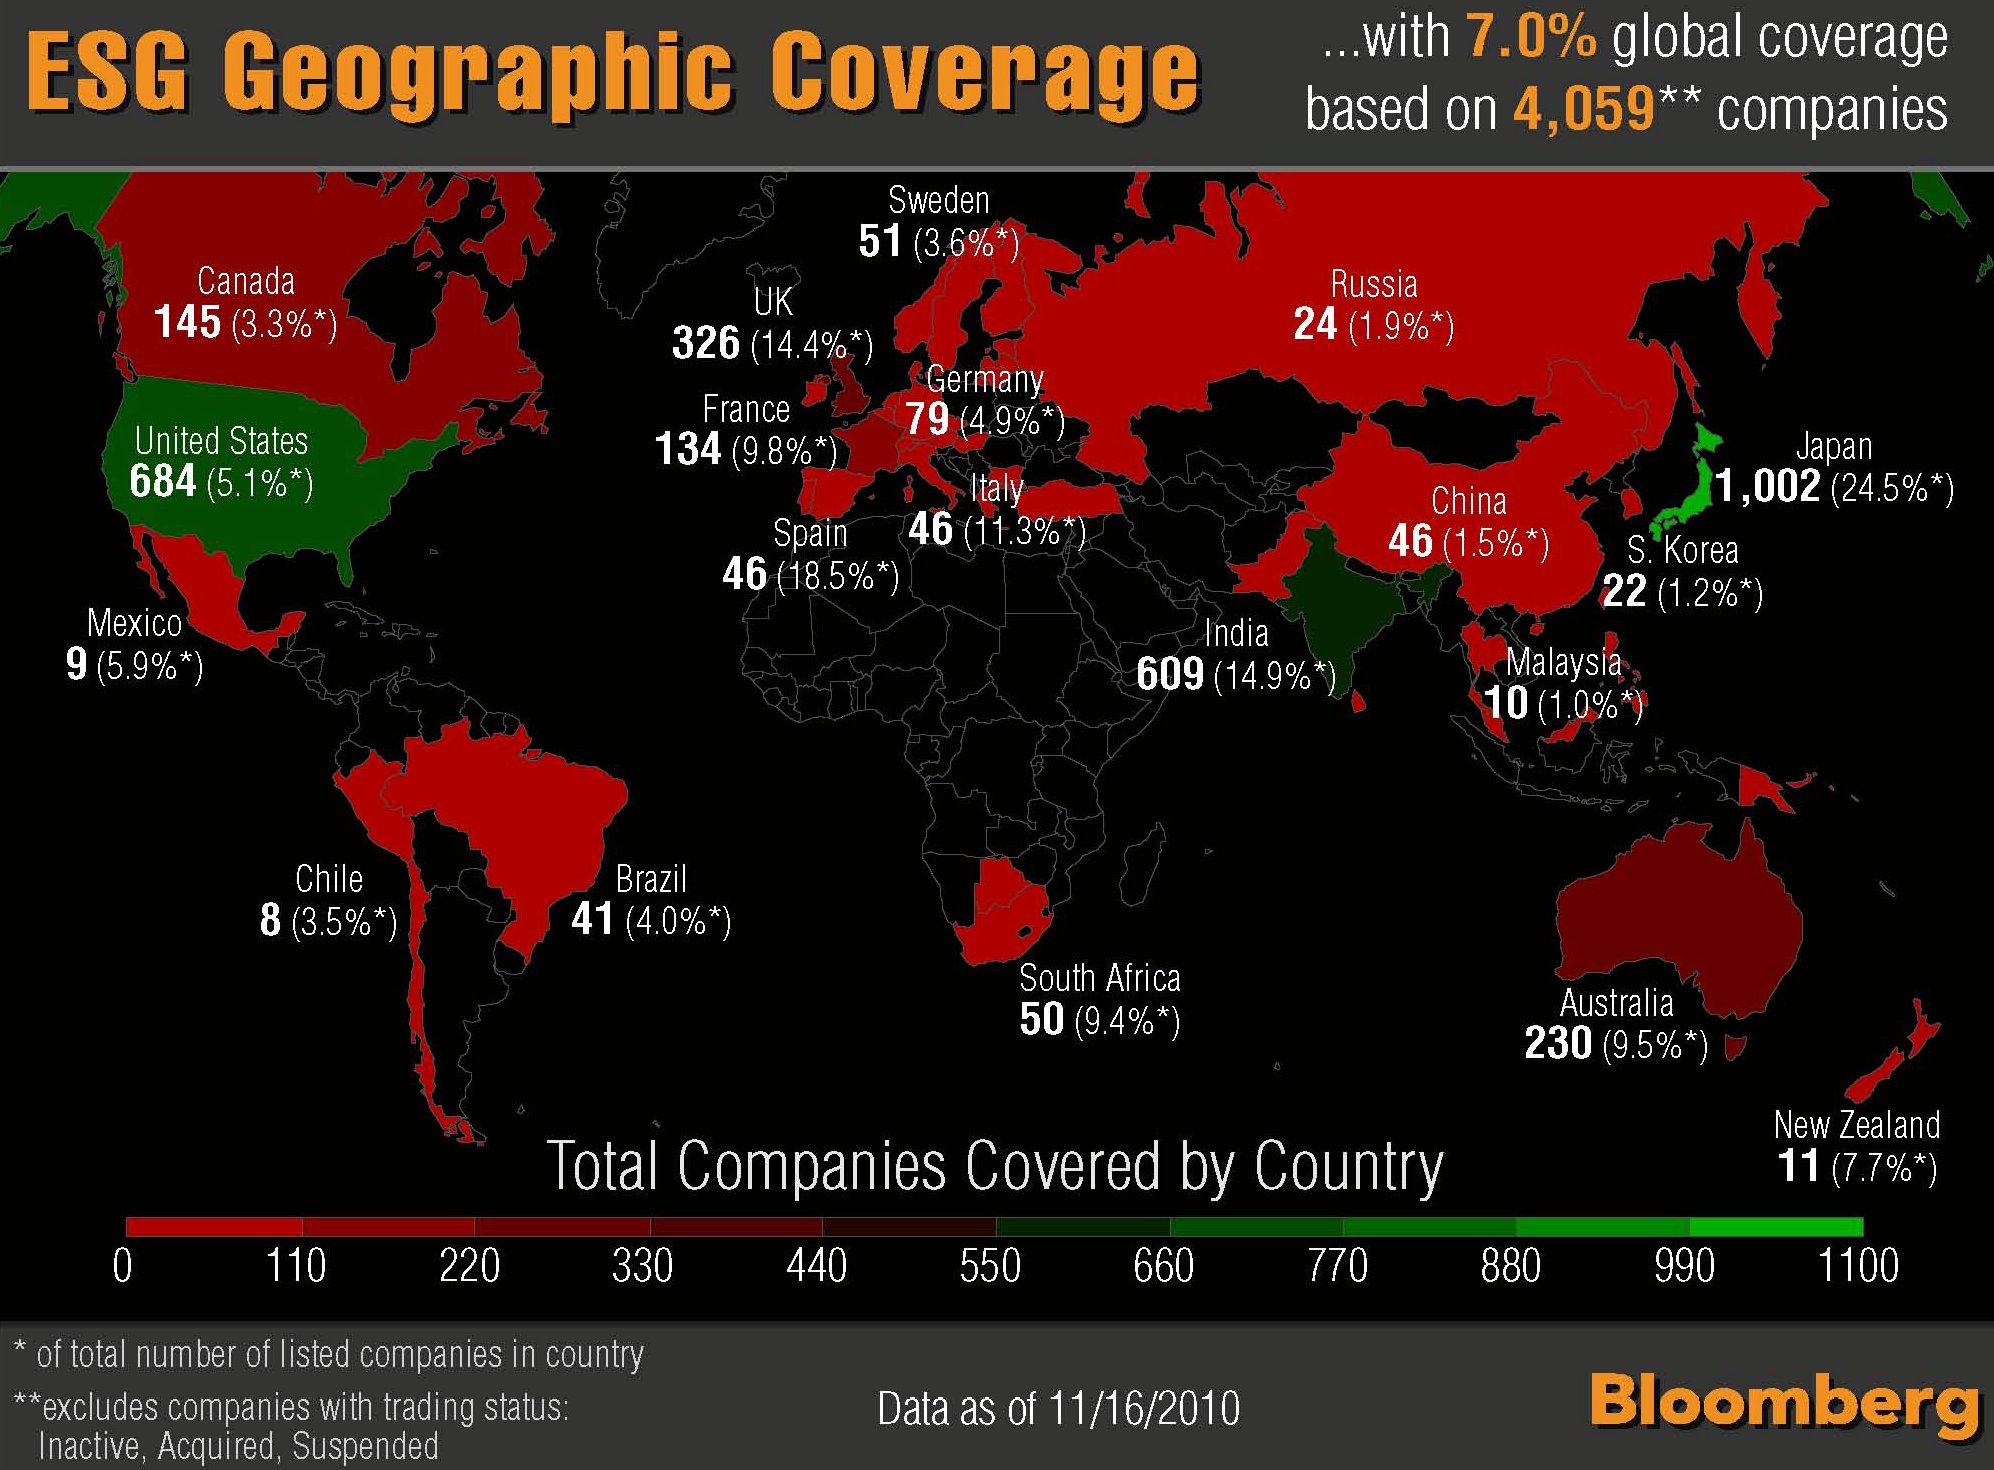 ESG Geographic Coverage
...with 7.0% global coverage
based on 4,059** companies
Sweden
51 (3.6%*)
Canada
145 (3.3%*)
UK
326 (14.4%*)
Russia
24 (1.9%*)
Germany
79 (4.9%*)
France
134 (9.8%*)
United States
684 (5.1%*)
Japan
1,002 (24.5%*)
Italy
46 (11.3%*)
China
46 (1.5%*)
Spain
46 (18.5%*)
S. Korea
22 (1.2%*)
Mexico
9 (5.9%*)
India
609 (14.9%*)
Malaysia
10 (1.0%*)
Chile
8 (3.5%*)
Brazil
41 (4.0%*)
South Africa
50 (9.4%*)
Australia
230 (9.5%*)
New Zealand
11 (7.7%*)
Total Companies Covered by Country
0 110 220 330 440 550 660 770 880 990 1100
* of total number of listed companies in country
**excludes companies with trading status:
Inactive, Acquired, Suspended
Data as of 11/16/2010
Bloomberg